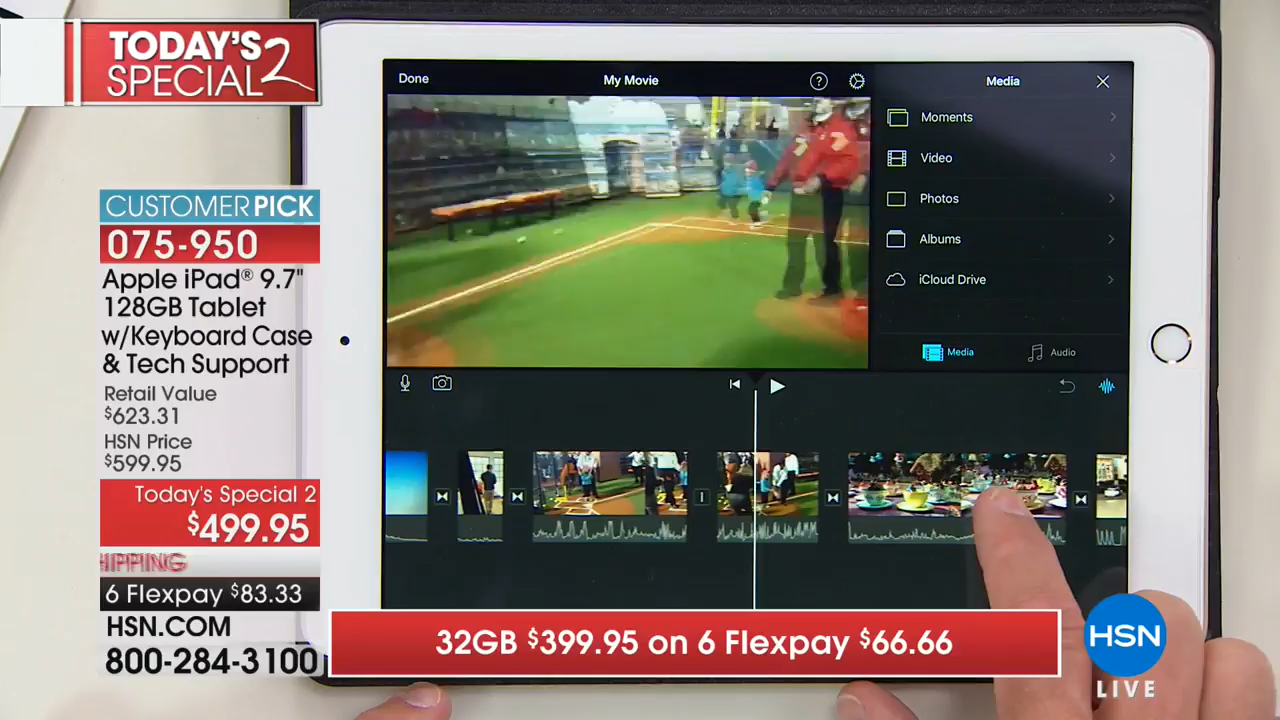 TODAY'S
SPECIAL 2
CUSTOMER PICK
075-950
Apple iPad® 9.7"
128GB Tablet
w/Keyboard Case
& Tech Support
Retail Value
$623.31
HSN Price
$599.95
Today's Special 2
$499.95
HIPPING
6 Flexpay $83.33
HSN.COM
800-284-3100
Done
My Movie
?
Media
Moments
Video
Photos
Albums
iCloud Drive
Media
Audio
32GB $399.95 on 6 Flexpay $66.66
HSN
LIVE